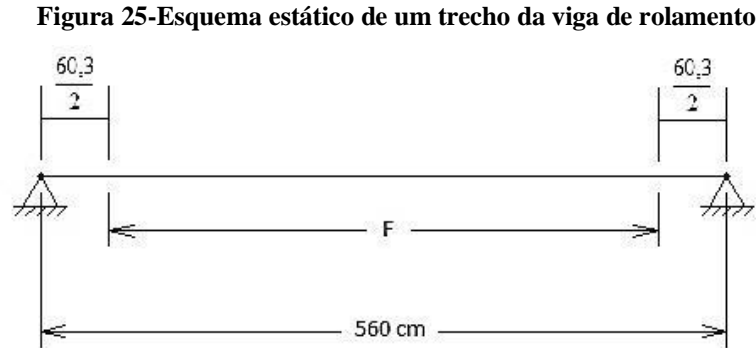 Figura 25-Esquema estático de um trecho da viga de rolamento
60,3
2
60,3
2
F
560 cm